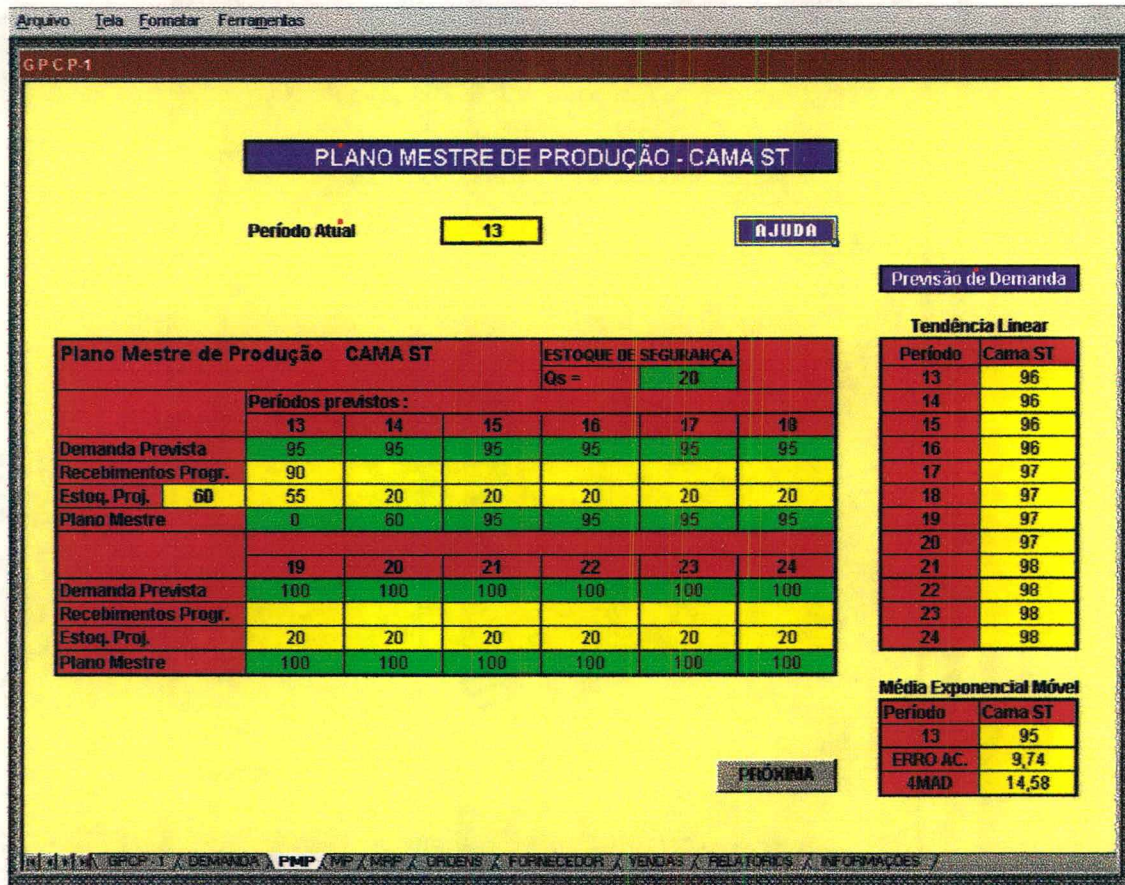 Arquivo Tela Formatar Ferramentas
GPCP-1
PLANO MESTRE DE PRODUÇÃO - CAMA ST
Período Atual 13 AJUDA
Plano Mestre de Produção CAMA ST ESTOQUE DE SEGURANÇA
Qs = 20
Períodos previstos :
13 14 15 16 17 18
Demanda Prevista 95 95 95 95 95 95
Recebimentos Progr. 90
Estoq. Proj. 60 55 20 20 20 20 20
Plano Mestre 0 60 95 95 95 95
19 20 21 22 23 24
Demanda Prevista 100 100 100 100 100 100
Recebimentos Progr.
Estoq. Proj. 20 20 20 20 20 20
Plano Mestre 100 100 100 100 100 100
Previsão de Demanda
Tendência Linear
Período Cama ST
13 96
14 96
15 96
16 96
17 97
18 97
19 97
20 97
21 98
22 98
23 98
24 98
Média Exponencial Móvel
Período Cama ST
13 95
ERRO AC. 9,74
4MAD 14,58
PRÓXIMA
GPCP-1 / DEMANDA \ PMP / MP / MRP / ORDENS / FORNECEDOR / VENDAS / RELATÓRIOS / INFORMAÇÕES /